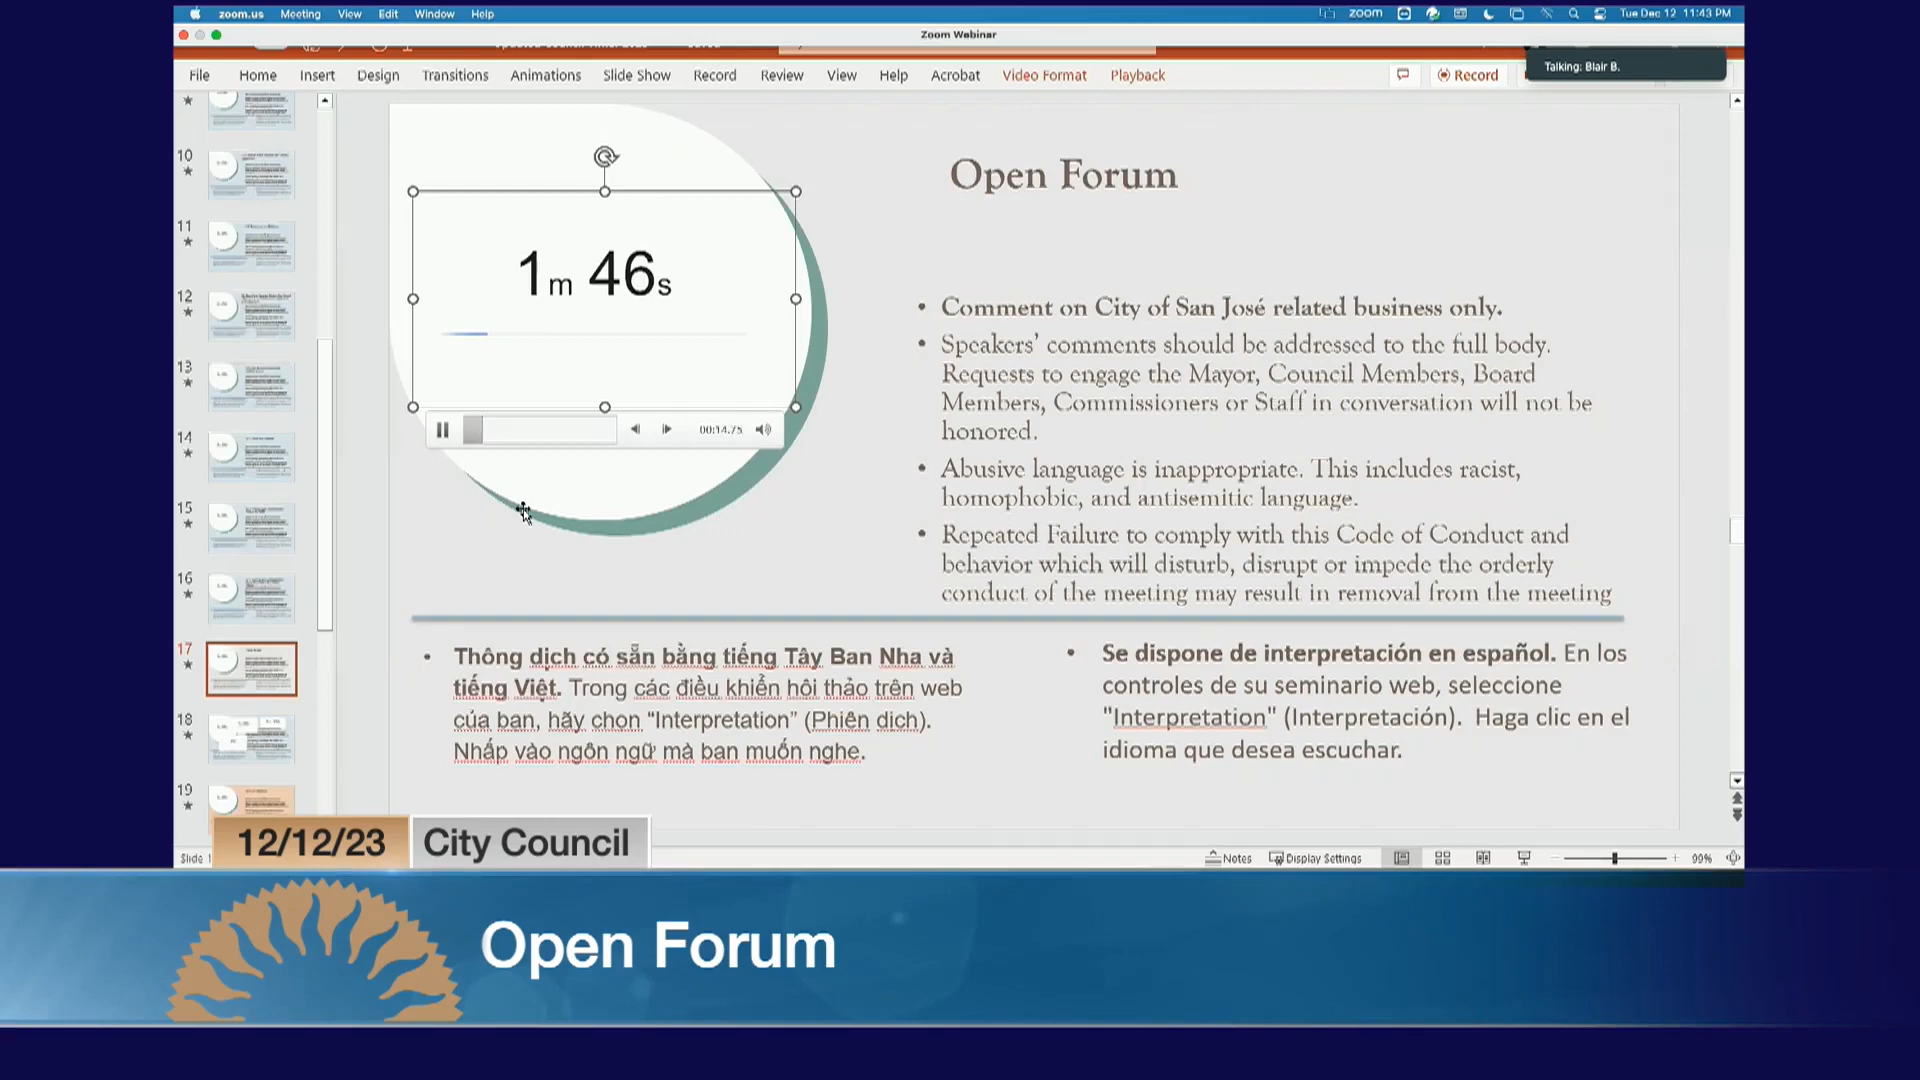 zoom.us Meeting View Edit Window Help
zoom Tue Dec 12 11:43 PM
Zoom Webinar
Talking: Blair B.
File Home Insert Design Transitions Animations Slide Show Record Review View Help Acrobat Video Format Playback
Record
10
11
12
13
14
15
16
17
18
19
1m 46s
00:14.75
Open Forum
• Comment on City of San José related business only.
• Speakers' comments should be addressed to the full body.
Requests to engage the Mayor, Council Members, Board
Members, Commissioners or Staff in conversation will not be
honored.
• Abusive language is inappropriate. This includes racist,
homophobic, and antisemitic language.
• Repeated Failure to comply with this Code of Conduct and
behavior which will disturb, disrupt or impede the orderly
conduct of the meeting may result in removal from the meeting
• Thông dịch có sẵn bằng tiếng Tây Ban Nha và
tiếng Việt. Trong các điều khiển hội thảo trên web
của bạn, hãy chọn “Interpretation” (Phiên dịch).
Nhấp vào ngôn ngữ mà bạn muốn nghe.
• Se dispone de interpretación en español. En los
controles de su seminario web, seleccione
"Interpretation" (Interpretación). Haga clic en el
idioma que desea escuchar.
Slide 1
Notes Display Settings 99%
12/12/23 City Council
Open Forum